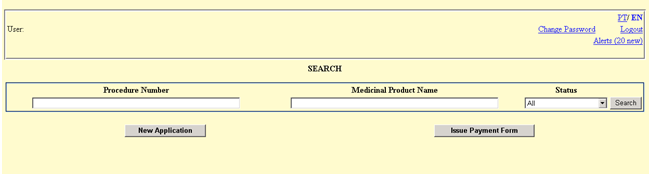 PT/ EN
User:
Change Password Logout
Alerts (20 new)
SEARCH
Procedure Number Medicinal Product Name Status
All Search
New Application Issue Payment Form